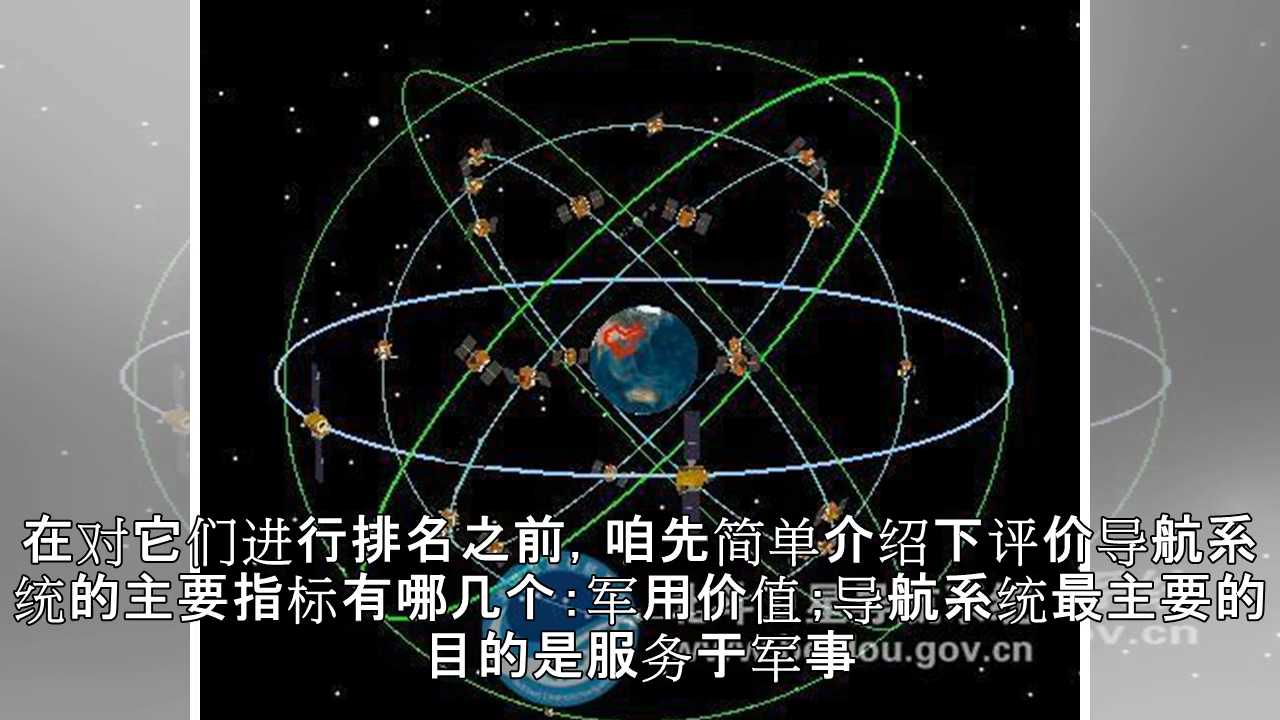 在对它们进行排名之前,咱先简单介绍下评价导航系
统的主要指标有哪几个:军用价值;导航系统最主要的
目的是服务于军事
ou.gov.cn
ov.cn